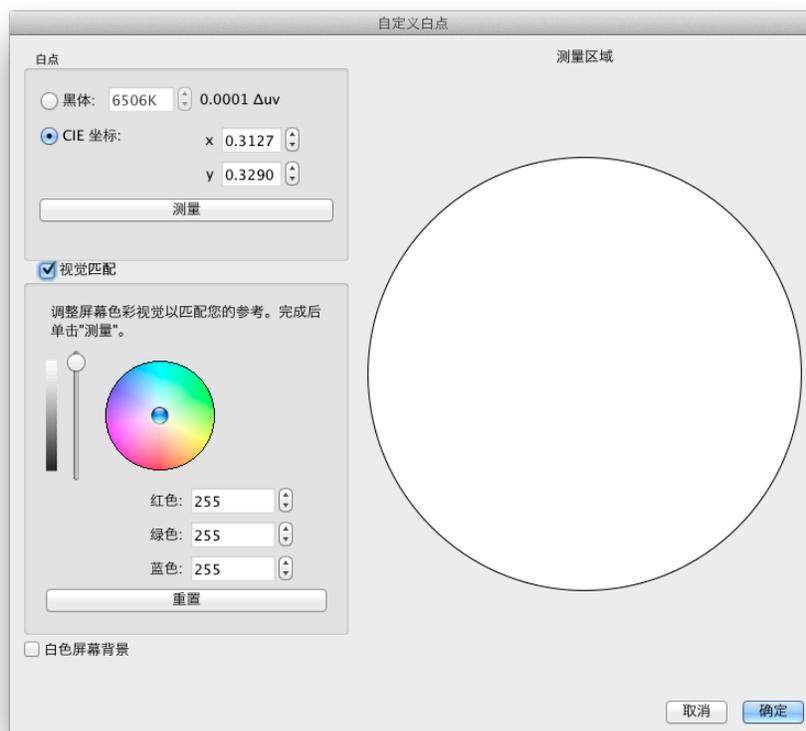 自定义白点
白点
测量区域
黑体: 6506K 0.0001 Δuv
CIE 坐标: x 0.3127
y 0.3290
测量
视觉匹配
调整屏幕色彩视觉以匹配您的参考。完成后
单击"测量"。
红色: 255
绿色: 255
蓝色: 255
重置
白色屏幕背景
取消 确定